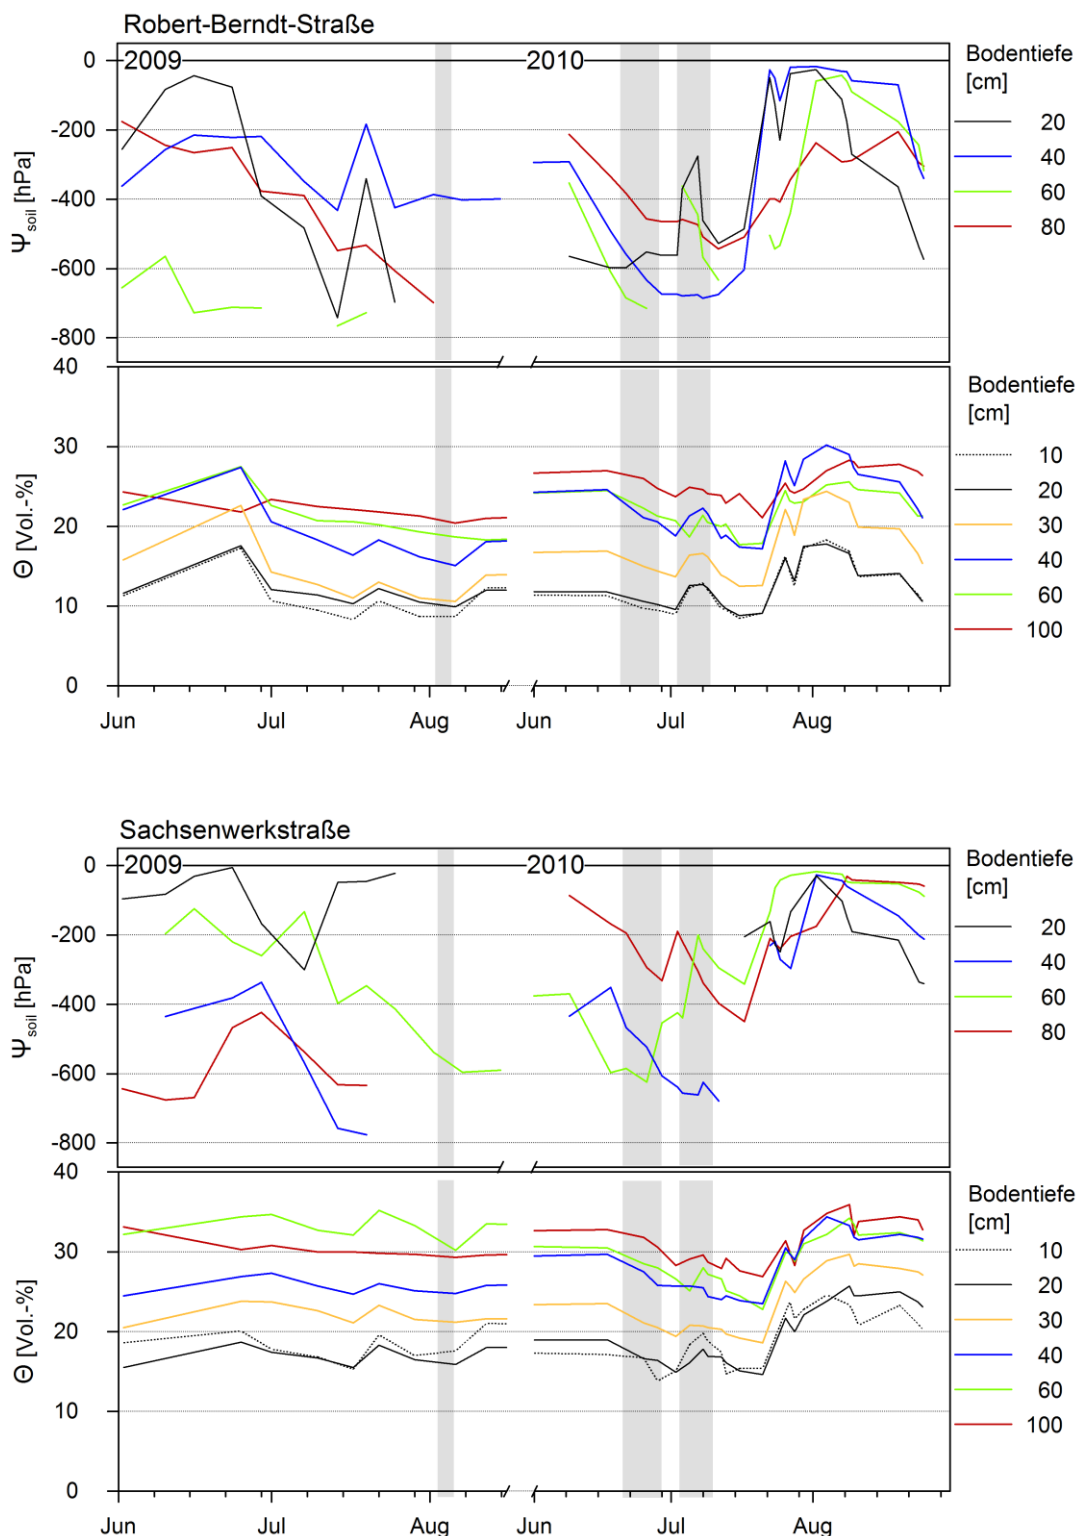 Robert-Berndt-Straße
2009
2010
0
-200
-400
-600
-800
Ψsoil [hPa]
Bodentiefe
[cm]
20
40
60
80
40
30
20
10
0
Θ [Vol.-%]
Bodentiefe
[cm]
10
20
30
40
60
100
Jun Jul Aug Jun Jul Aug
Sachsenwerkstraße
2009
2010
0
-200
-400
-600
-800
Ψsoil [hPa]
Bodentiefe
[cm]
20
40
60
80
40
30
20
10
0
Θ [Vol.-%]
Bodentiefe
[cm]
10
20
30
40
60
100
Jun Jul Aug Jun Jul Aug